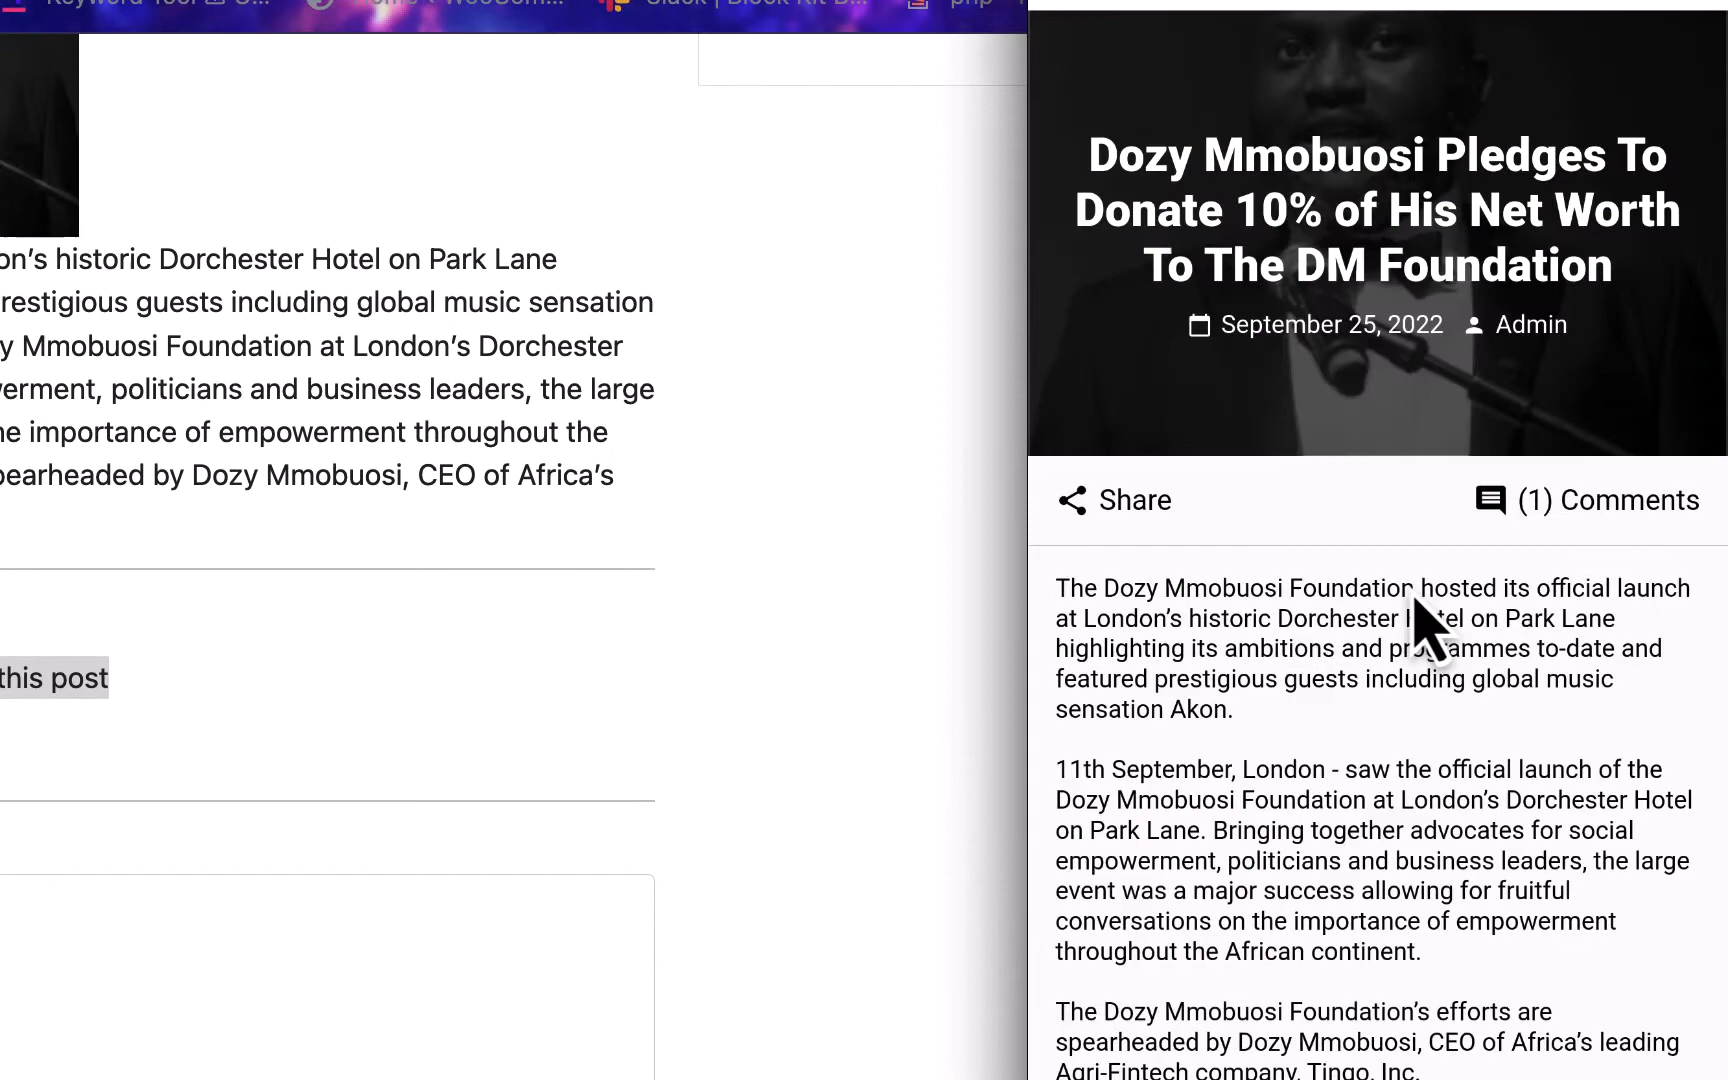 on’s historic Dorchester Hotel on Park Lane
restigious guests including global music sensation
y Mmobuosi Foundation at London’s Dorchester
erment, politicians and business leaders, the large
he importance of empowerment throughout the
pearheaded by Dozy Mmobuosi, CEO of Africa’s
this post
Dozy Mmobuosi Pledges To
Donate 10% of His Net Worth
To The DM Foundation
September 25, 2022 Admin
Share
(1) Comments
The Dozy Mmobuosi Foundation hosted its official launch
at London’s historic Dorchester Hotel on Park Lane
highlighting its ambitions and programmes to-date and
featured prestigious guests including global music
sensation Akon.
11th September, London - saw the official launch of the
Dozy Mmobuosi Foundation at London’s Dorchester Hotel
on Park Lane. Bringing together advocates for social
empowerment, politicians and business leaders, the large
event was a major success allowing for fruitful
conversations on the importance of empowerment
throughout the African continent.
The Dozy Mmobuosi Foundation’s efforts are
spearheaded by Dozy Mmobuosi, CEO of Africa’s leading
Agri-Fintech company, Tingo, Inc.